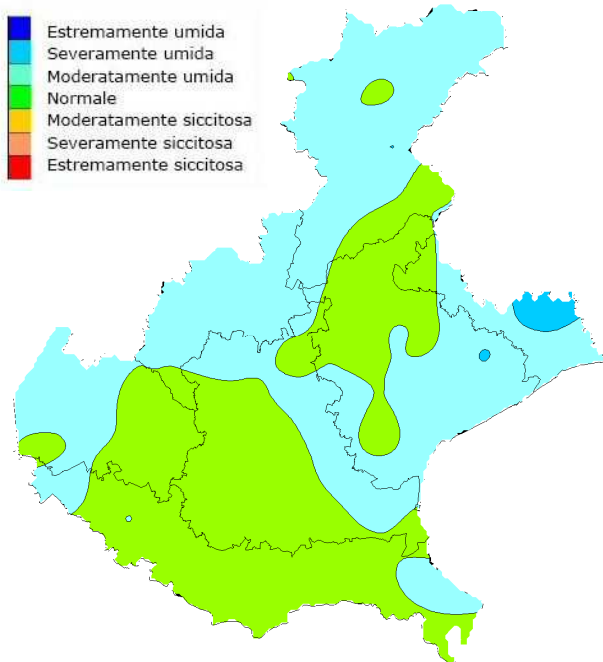 Estremamente umida
Severamente umida
Moderatamente umida
Normale
Moderatamente siccitosa
Severamente siccitosa
Estremamente siccitosa